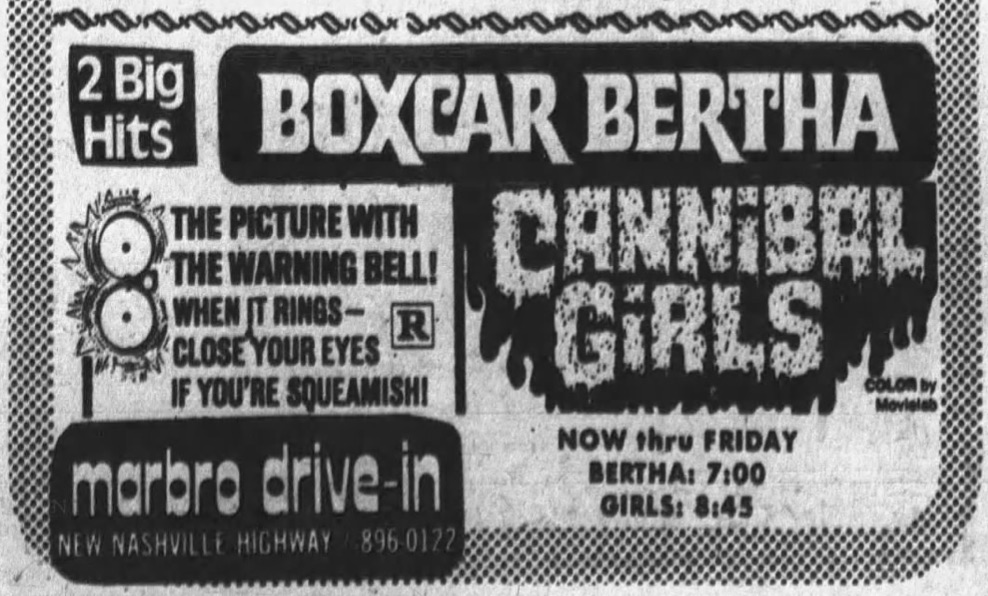 2 Big
Hits
BOXCAR BERTHA
THE PICTURE WITH
THE WARNING BELL!
WHEN IT RINGS–
CLOSE YOUR EYES
IF YOU'RE SQUEAMISH!
R
CANNiBAL
GiRLS
COLOR by
Movielab
NOW thru FRIDAY
BERTHA: 7:00
GIRLS: 8:45
marbro drive-in
NEW NASHVILLE HIGHWAY 896-0122